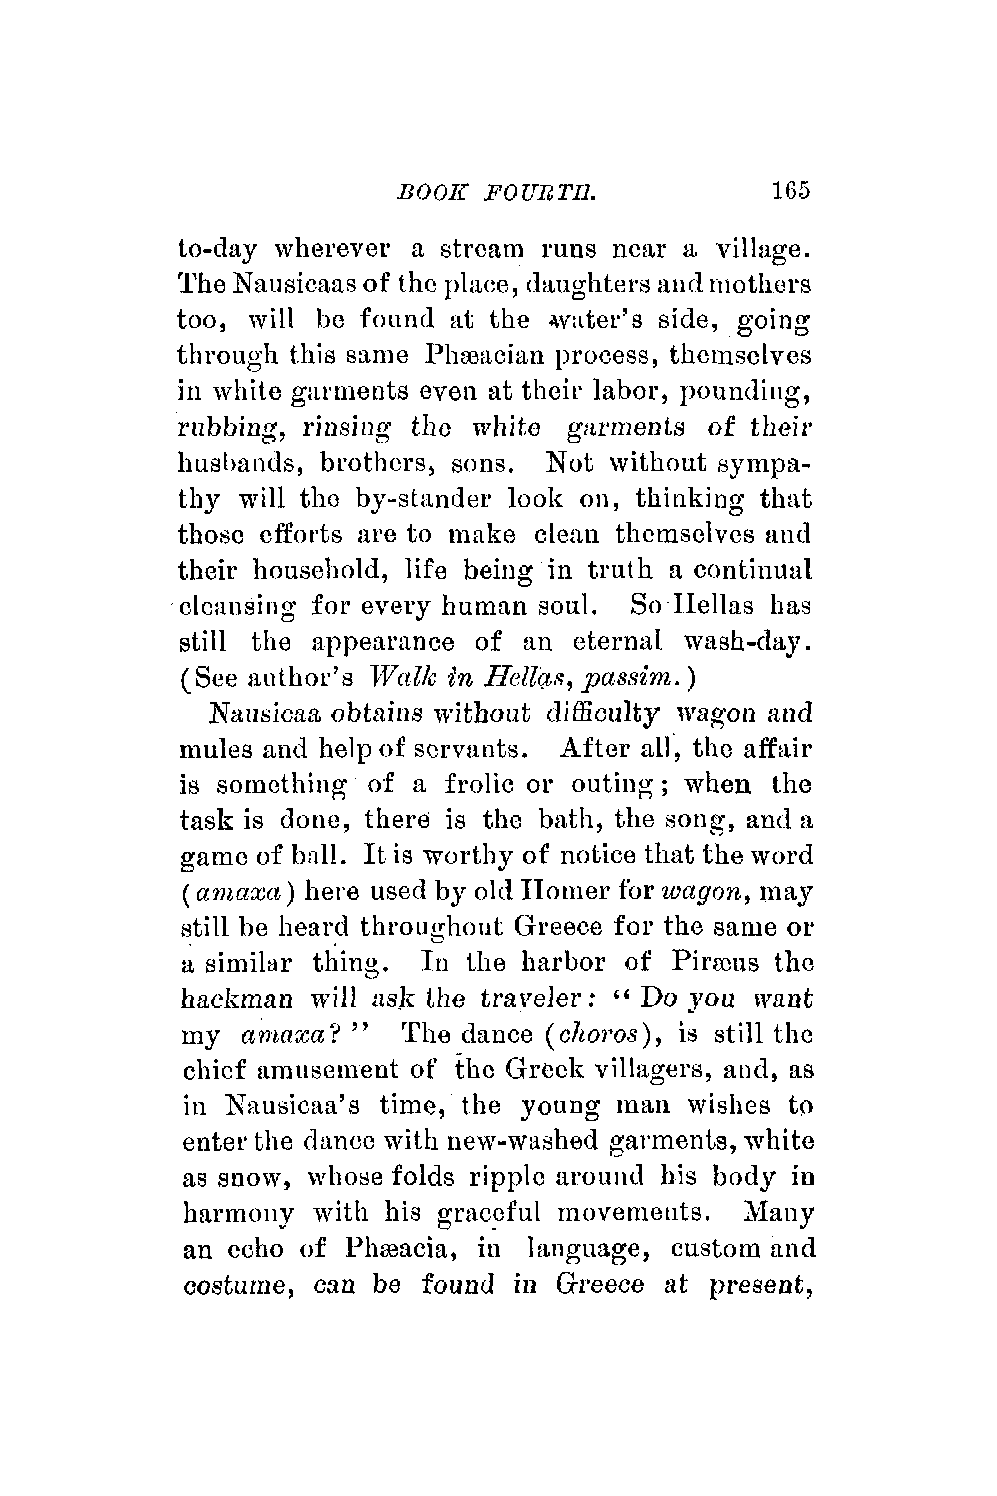 BOOK FOURTH. 165
to-day wherever a stream runs near a village.
The Nausicaas of the place, daughters and mothers
too, will be found at the water's side, going
through this same Phæacian process, themselves
in white garments even at their labor, pounding,
rubbing, rinsing the white garments of their
husbands, brothers, sons. Not without sympa-
thy will the by-stander look on, thinking that
those efforts are to make clean themselves and
their household, life being in truth a continual
cleansing for every human soul. So Hellas has
still the appearance of an eternal wash-day.
(See author's Walk in Hellas, passim.)
Nausicaa obtains without difficulty wagon and
mules and help of servants. After all, the affair
is something of a frolic or outing; when the
task is done, there is the bath, the song, and a
game of ball. It is worthy of notice that the word
(amaxa) here used by old Homer for wagon, may
still be heard throughout Greece for the same or
a similar thing. In the harbor of Piræus the
hackman will ask the traveler: "Do you want
my amaxa?" The dance (choros), is still the
chief amusement of the Greek villagers, and, as
in Nausicaa's time, the young man wishes to
enter the dance with new-washed garments, white
as snow, whose folds ripple around his body in
harmony with his graceful movements. Many
an echo of Phæacia, in language, custom and
costume, can be found in Greece at present,